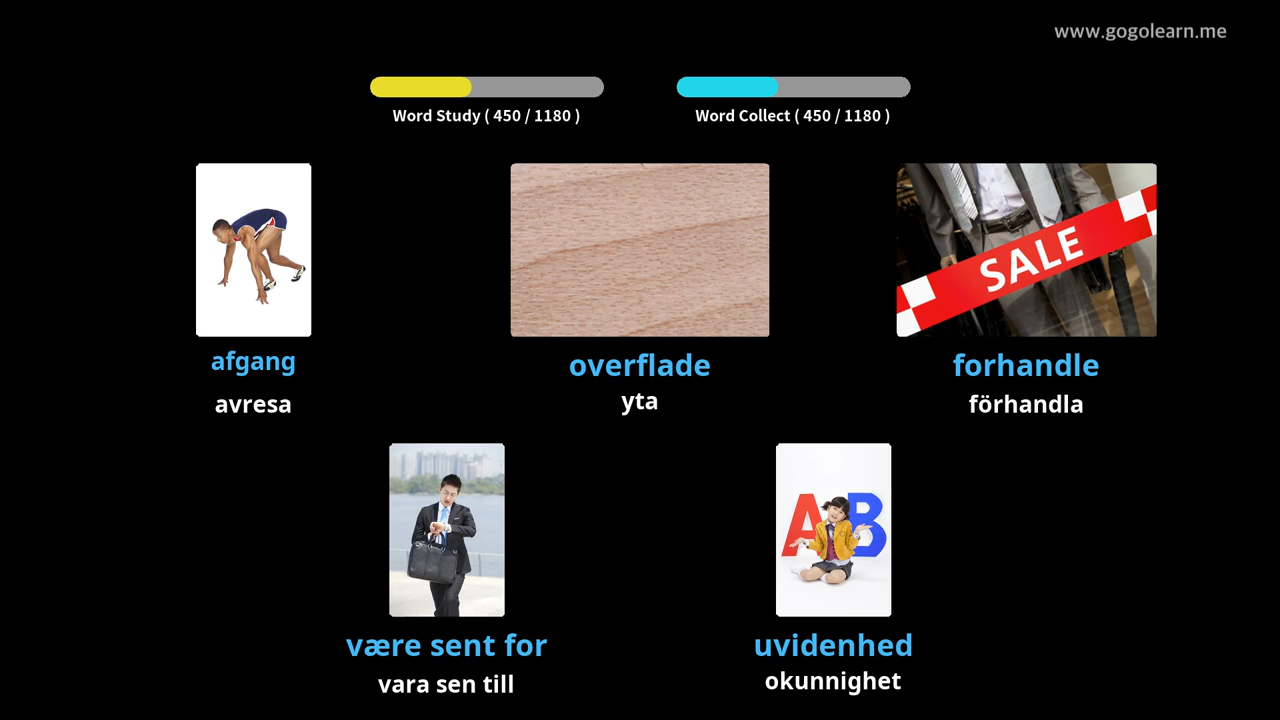 www.gogolearn.me
Word Study ( 450 / 1180 )
Word Collect ( 450 / 1180 )
SALE
afgang
avresa
overflade
yta
forhandle
förhandla
A B
være sent for
vara sen till
uvidenhed
okunnighet